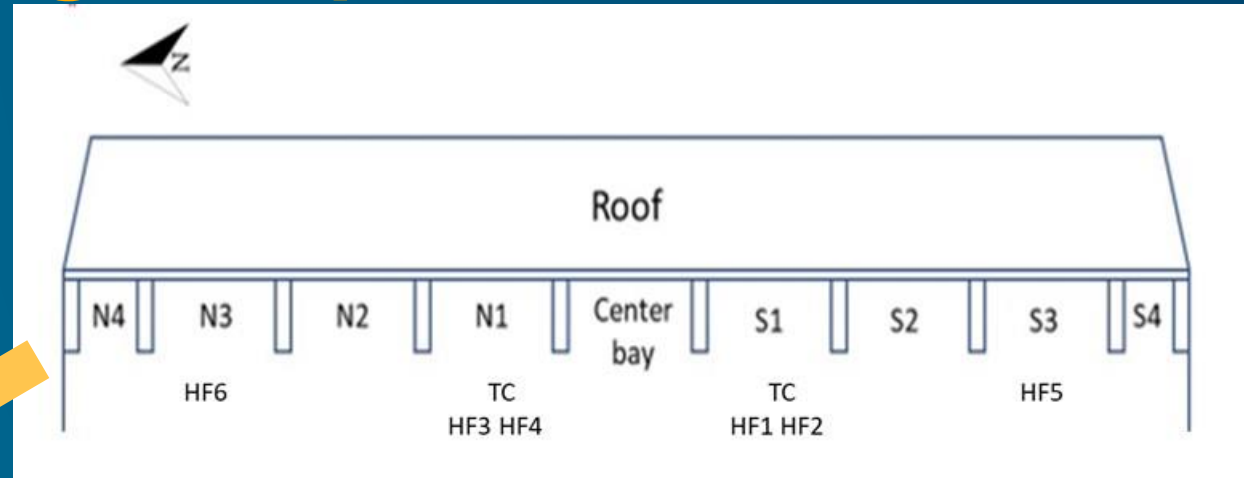 N
Roof
N4 N3 N2 N1 Center bay S1 S2 S3 S4
HF6 TC TC HF5
HF3 HF4 HF1 HF2